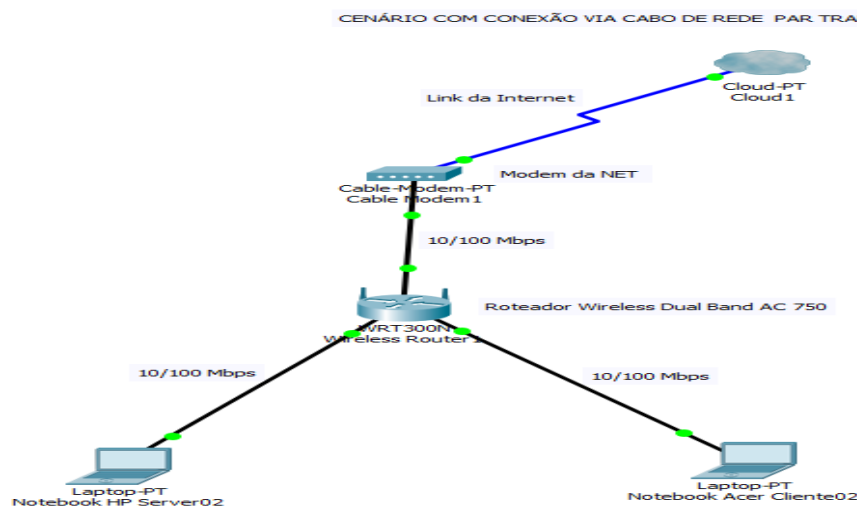 CENÁRIO COM CONEXÃO VIA CABO DE REDE PAR TRA
Cloud-PT
Cloud1
Link da Internet
Modem da NET
Cable-Modem-PT
Cable Modem1
10/100 Mbps
Roteador Wireless Dual Band AC 750
WRT300N
Wireless Router1
10/100 Mbps
10/100 Mbps
Laptop-PT
Notebook HP Server02
Laptop-PT
Notebook Acer Cliente02